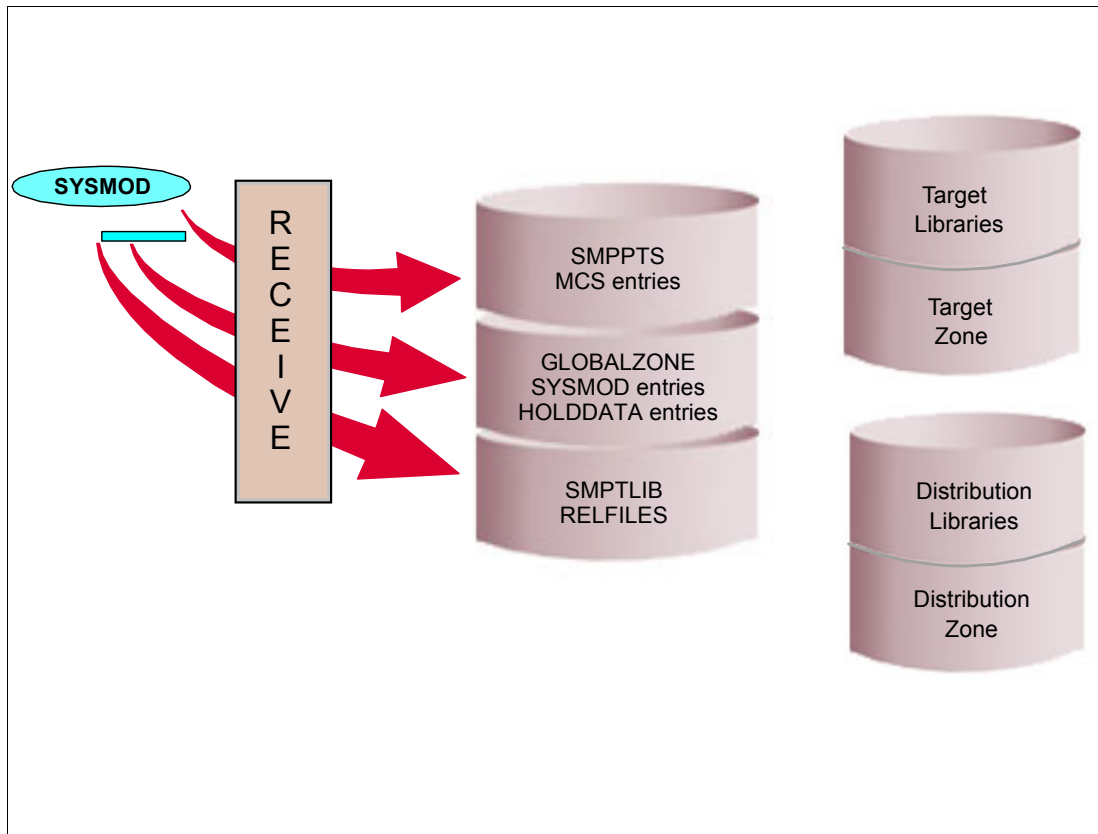 SYSMOD
RECEIVE
SMPPTS
MCS entries
GLOBALZONE
SYSMOD entries
HOLDDATA entries
SMPTLIB
RELFILES
Target
Libraries
Target
Zone
Distribution
Libraries
Distribution
Zone